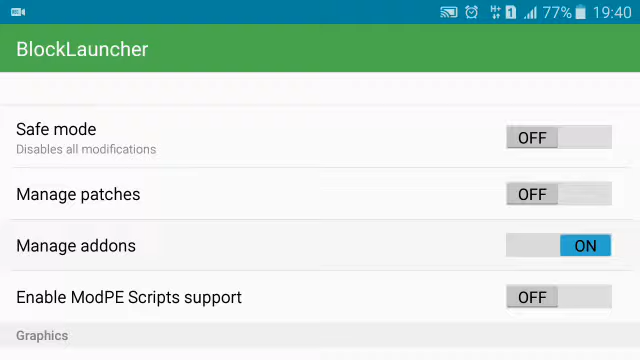 77% 19:40
BlockLauncher
Safe mode
OFF
Disables all modifications
Manage patches
OFF
Manage addons
ON
Enable ModPE Scripts support
OFF
Graphics